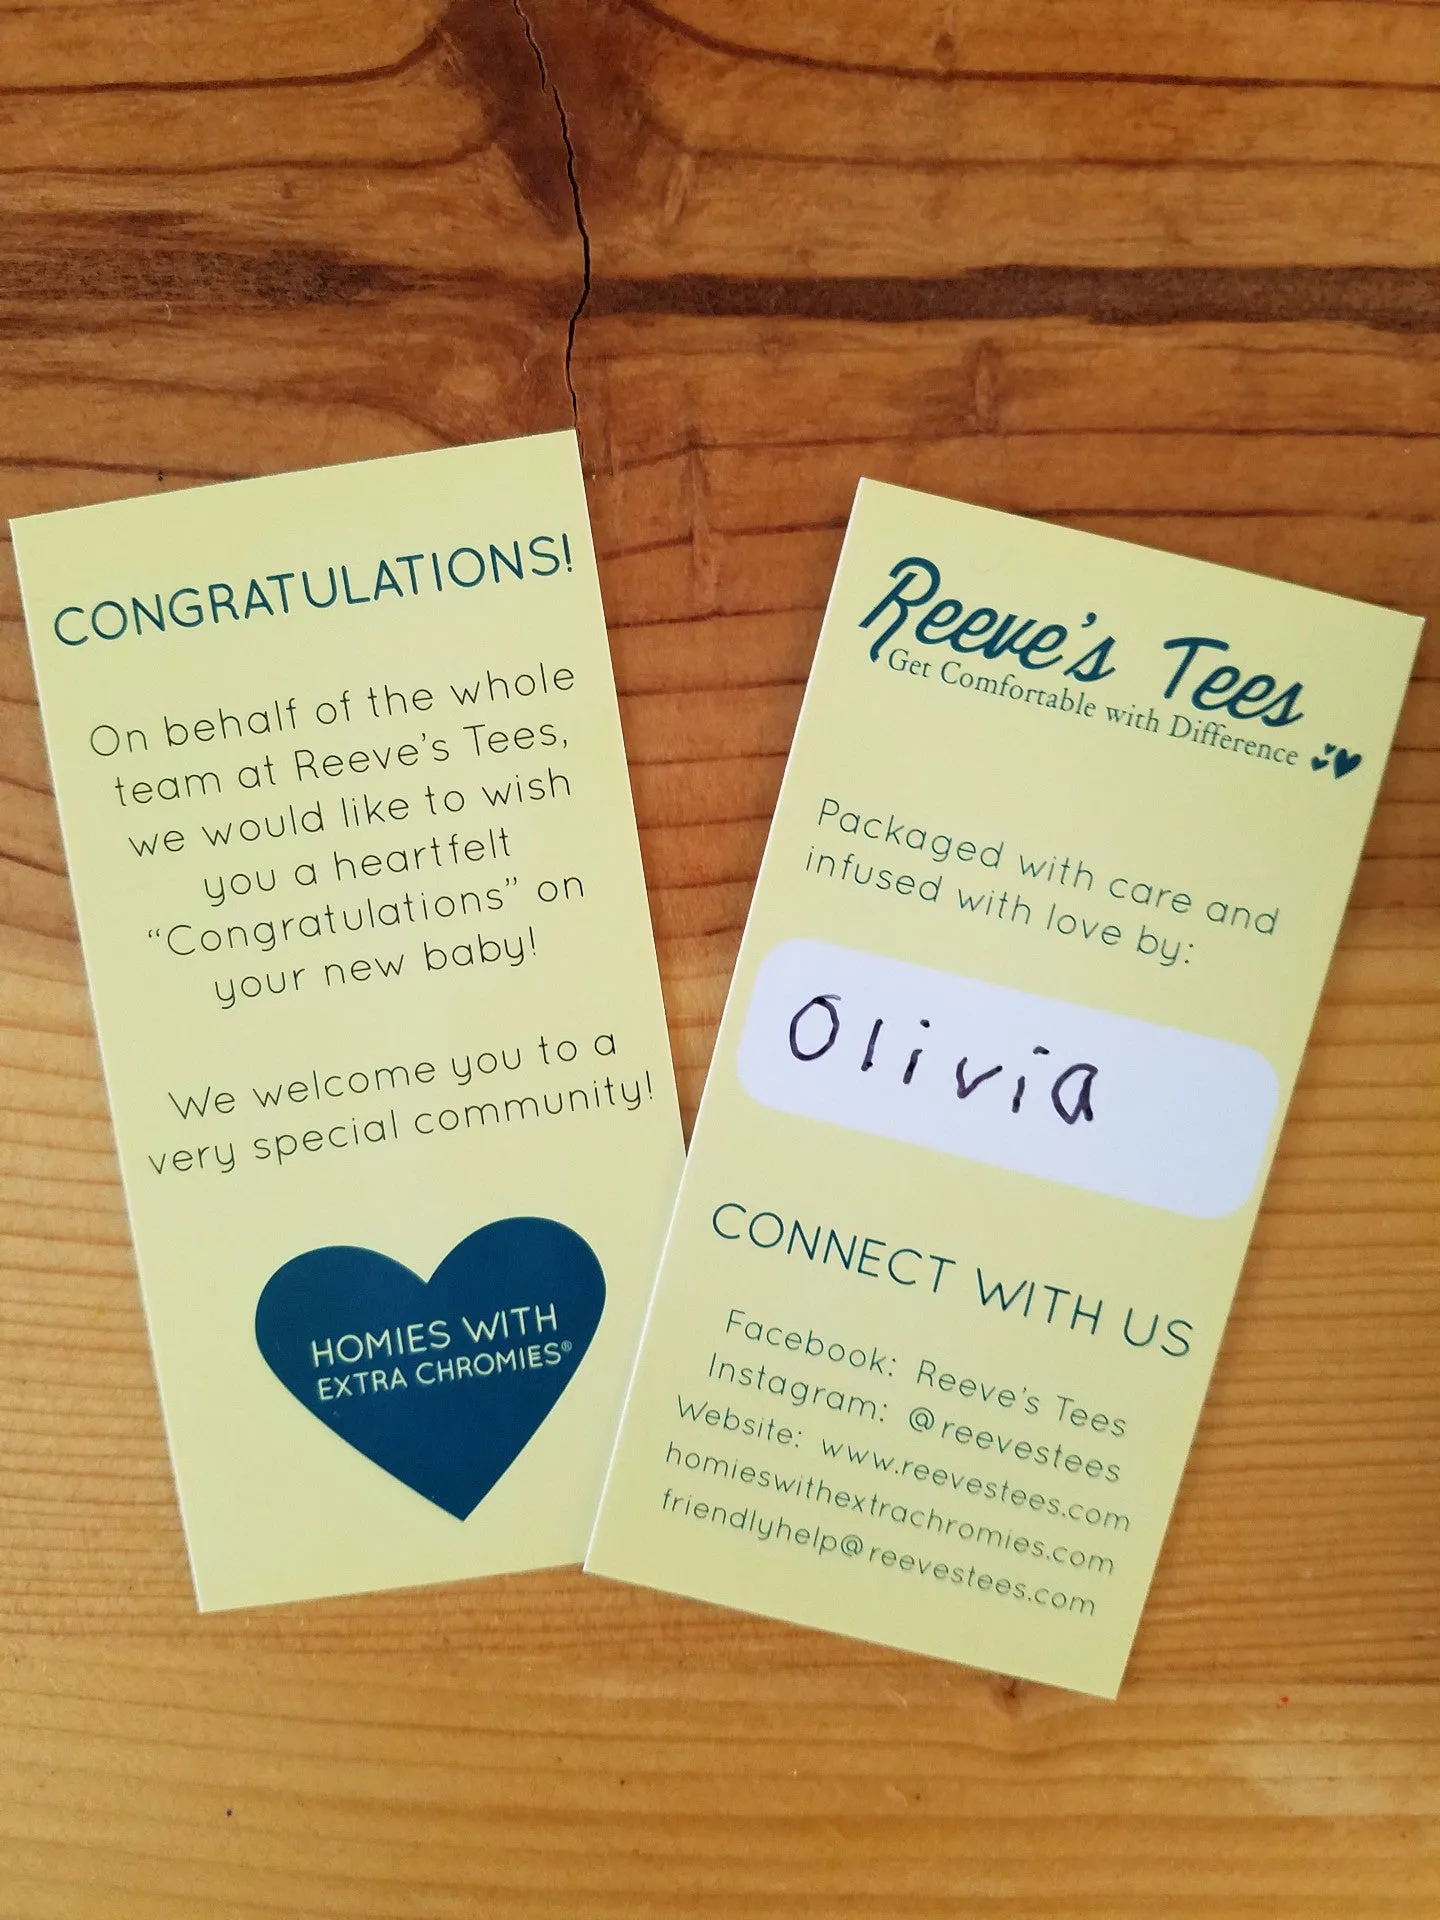 CONGRATULATIONS!
On behalf of the whole
team at Reeve's Tees,
we would like to wish
you a heartfelt
“Congratulations” on
your new baby!
We welcome you to a
very special community!
HOMIES WITH
EXTRA CHROMIES®
Reeve's Tees
Get Comfortable with Difference
Packaged with care and
infused with love by:
Olivia
CONNECT WITH US
Facebook: Reeve's Tees
Instagram: @reevestees
Website: www.reevestees.com
homieswithextrachromies.com
friendlyhelp@reevestees.com